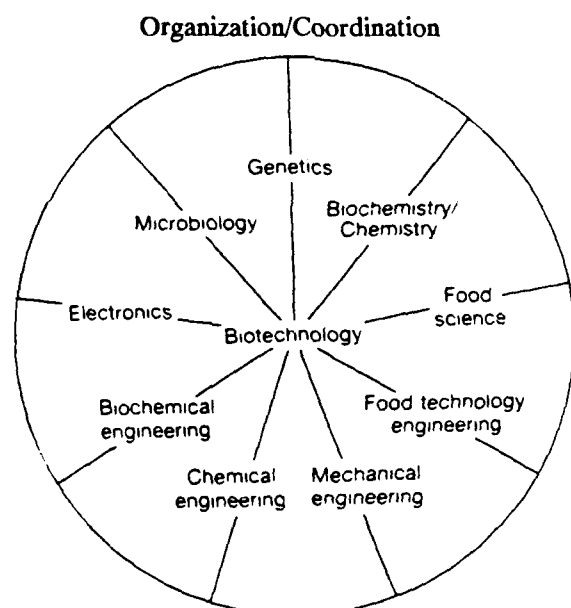 Organization/Coordination
Genetics
Biochemistry/
Chemistry
Microbiology
Food
science
Electronics
Biotechnology
Food technology
engineering
Biochemical
engineering
Chemical
engineering
Mechanical
engineering